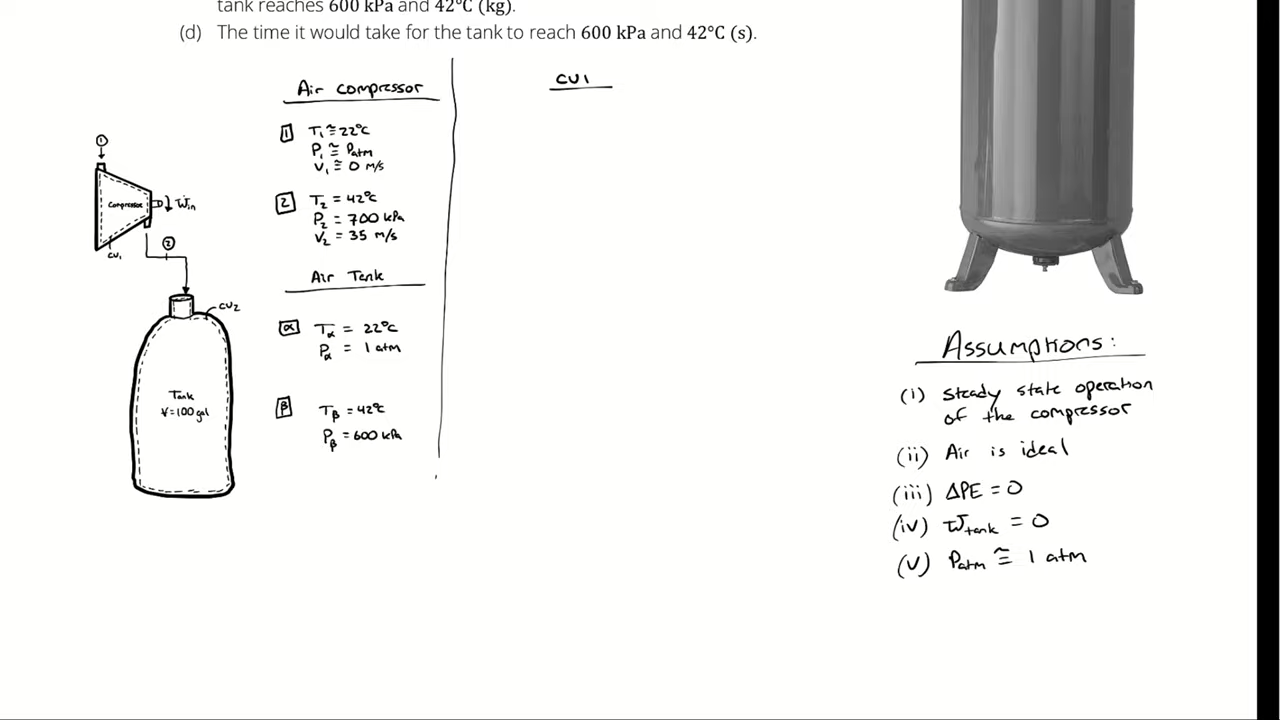 tank reaches 600 kPa and 42°C (kg).
(d) The time it would take for the tank to reach 600 kPa and 42°C (s).
Air compressor
1 T₁ ≅ 22°C
P₁ ≅ Patm
V₁ ≅ 0 m/s
2 T₂ = 42°C
P₂ = 700 kPa
V₂ = 35 m/s
Air Tank
α Tα = 22°C
Pα = 1 atm
β Tβ = 42°C
Pβ = 600 kPa
1
compressor
Ẇin
CV₁
2
CV₂
Tank
V = 100 gal
CV1
Assumptions:
(i) steady state operation
of the compressor
(ii) Air is ideal
(iii) ΔPE = 0
(iv) Ẇtank = 0
(v) Patm ≅ 1 atm